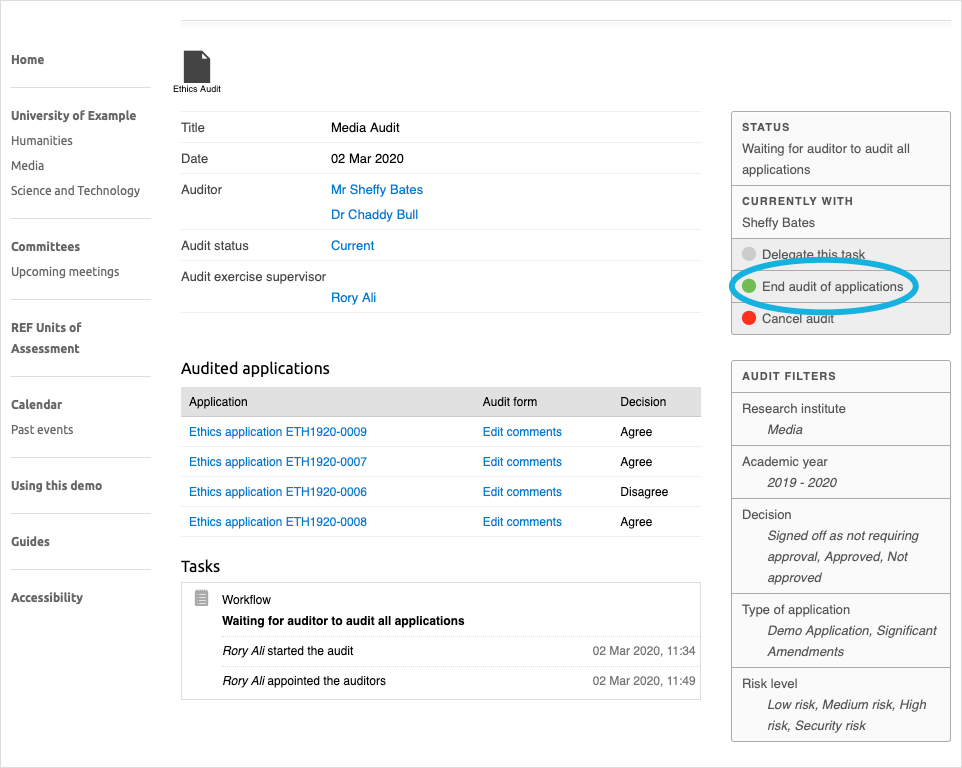 Home
University of Example
Humanities
Media
Science and Technology
Committees
Upcoming meetings
REF Units of
Assessment
Calendar
Past events
Using this demo
Guides
Accessibility
Ethics Audit
Title Media Audit
Date 02 Mar 2020
Auditor Mr Sheffy Bates
Dr Chaddy Bull
Audit status Current
Audit exercise supervisor
Rory Ali
Audited applications
Application Audit form Decision
Ethics application ETH1920-0009 Edit comments Agree
Ethics application ETH1920-0007 Edit comments Agree
Ethics application ETH1920-0006 Edit comments Disagree
Ethics application ETH1920-0008 Edit comments Agree
Tasks
Workflow
Waiting for auditor to audit all applications
Rory Ali started the audit 02 Mar 2020, 11:34
Rory Ali appointed the auditors 02 Mar 2020, 11:49
STATUS
Waiting for auditor to audit all
applications
CURRENTLY WITH
Sheffy Bates
Delegate this task
End audit of applications
Cancel audit
AUDIT FILTERS
Research institute
Media
Academic year
2019 - 2020
Decision
Signed off as not requiring
approval, Approved, Not
approved
Type of application
Demo Application, Significant
Amendments
Risk level
Low risk, Medium risk, High
risk, Security risk